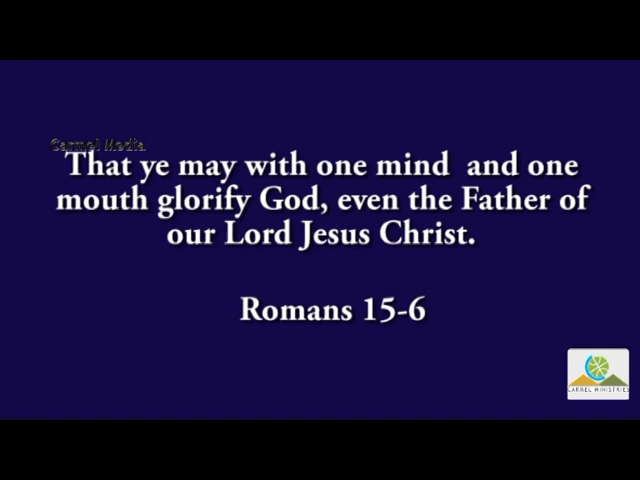 Carmel Media
That ye may with one mind and one
mouth glorify God, even the Father of
our Lord Jesus Christ.
Romans 15-6
CARMEL MINISTRIES